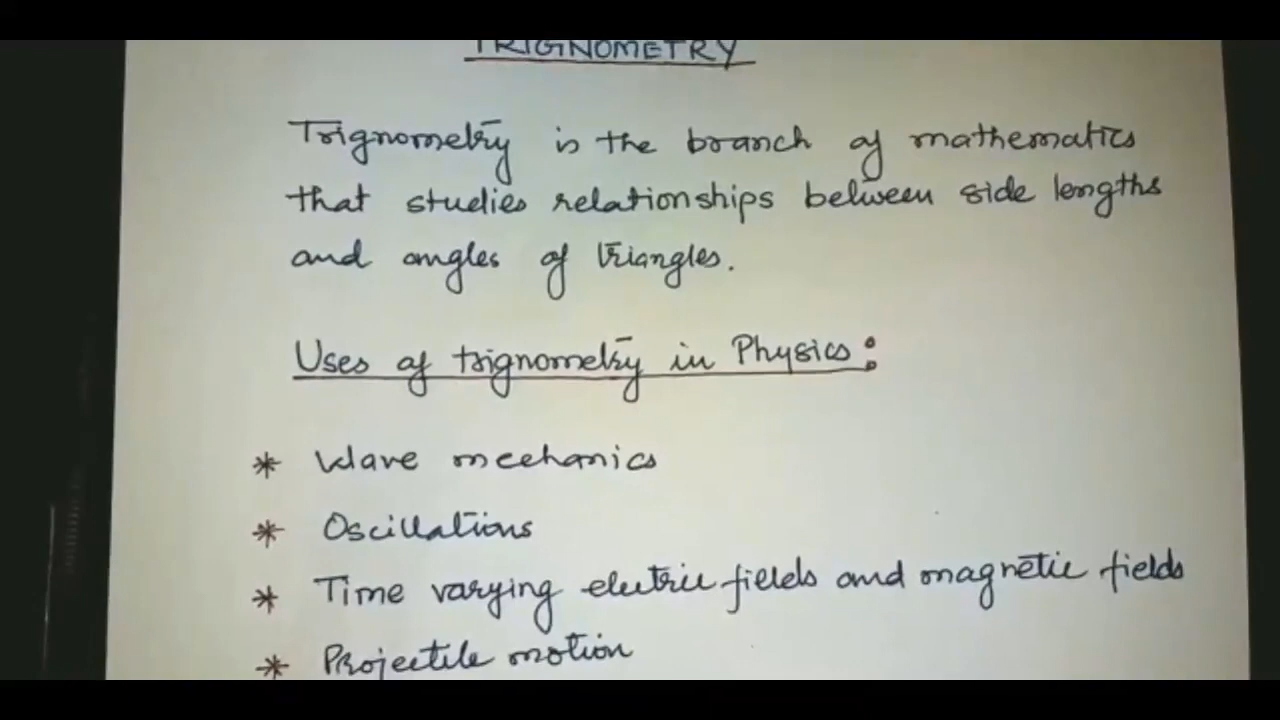 TRIGNOMETRY
Trignometry is the branch of mathematics
that studies relationships between side lengths
and angles of triangles.
Uses of trignometry in Physics:
* Wave mechanics
* Oscillations
* Time varying electric fields and magnetic fields
* Projectile motion